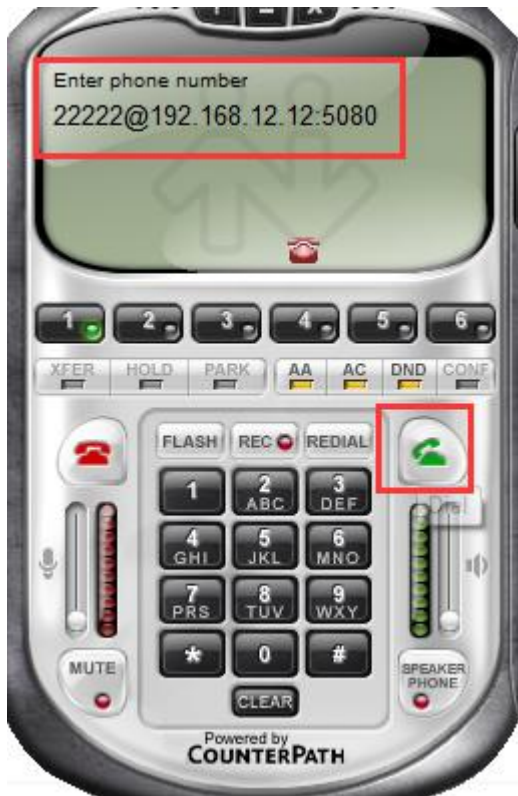 Enter phone number
22222@192.168.12.12:5080
1 2 3 4 5 6
XFER HOLD PARK AA AC DND CONF
FLASH REC REDIAL
1 2 3
ABC DEF
Dial
4 5 6
GHI JKL MNO
7 8 9
PRS TUV WXY
* 0 #
MUTE
SPEAKER
PHONE
CLEAR
Powered by
COUNTERPATH